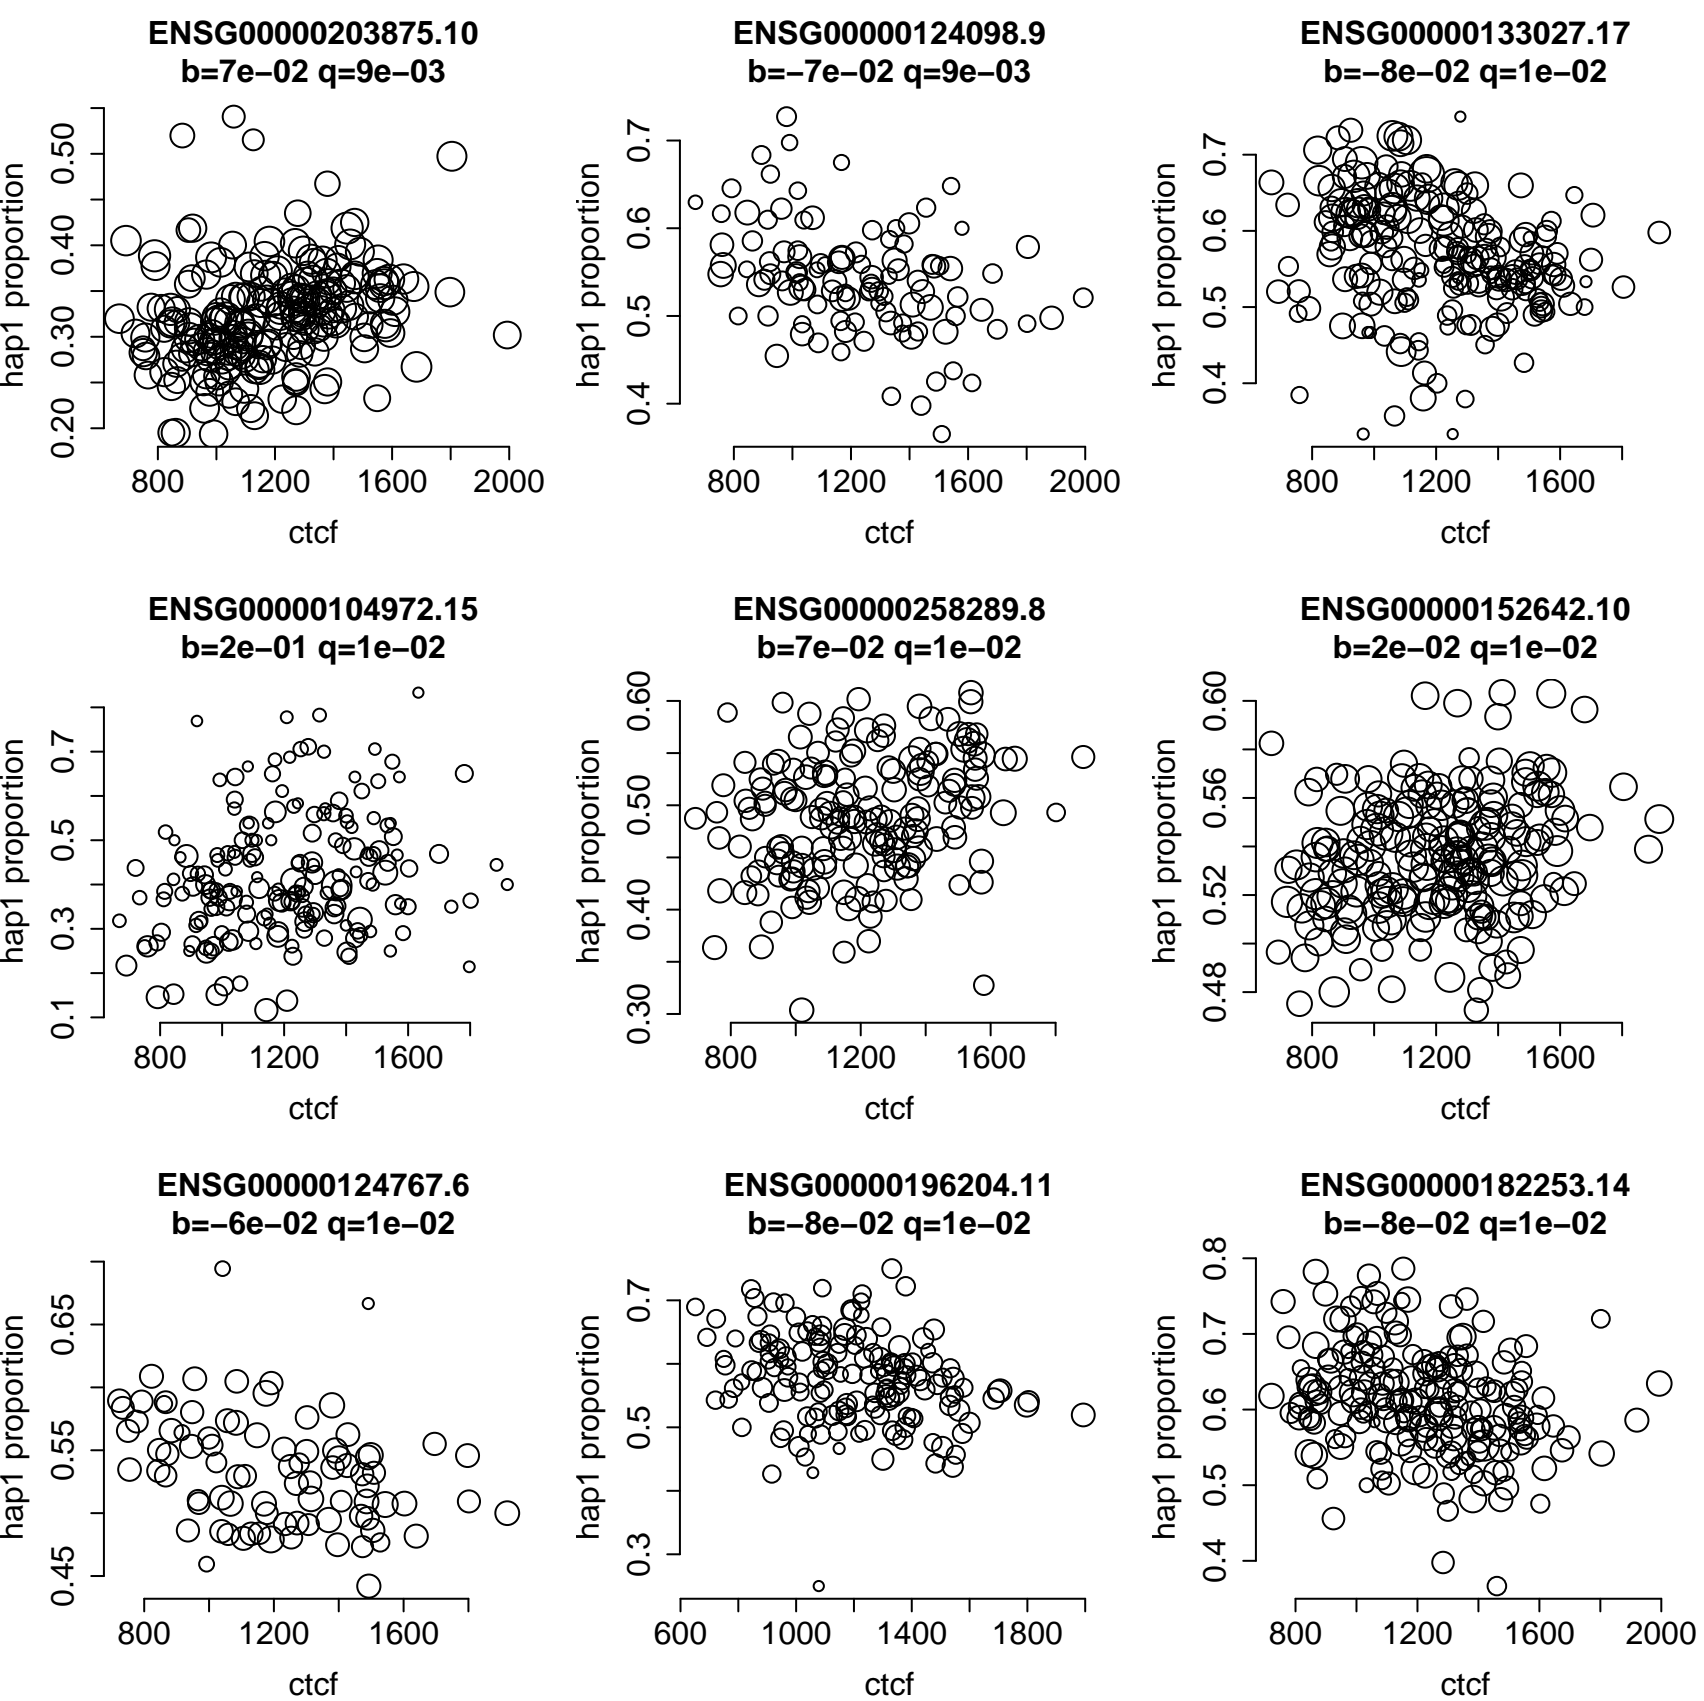 ENSG00000203875.10
b=7e−02 q=9e−03
hap1 proportion
0.20 0.30 0.40 0.50
800 1200 1600 2000
ctcf
ENSG00000124098.9
b=−7e−02 q=9e−03
hap1 proportion
0.4 0.5 0.6 0.7
800 1200 1600 2000
ctcf
ENSG00000133027.17
b=−8e−02 q=1e−02
hap1 proportion
0.4 0.5 0.6 0.7
800 1200 1600
ctcf
ENSG00000104972.15
b=2e−01 q=1e−02
hap1 proportion
0.1 0.3 0.5 0.7
800 1200 1600
ctcf
ENSG00000258289.8
b=7e−02 q=1e−02
hap1 proportion
0.30 0.40 0.50 0.60
800 1200 1600
ctcf
ENSG00000152642.10
b=2e−02 q=1e−02
hap1 proportion
0.48 0.52 0.56 0.60
800 1200 1600
ctcf
ENSG00000124767.6
b=−6e−02 q=1e−02
hap1 proportion
0.45 0.55 0.65
800 1200 1600
ctcf
ENSG00000196204.11
b=−8e−02 q=1e−02
hap1 proportion
0.3 0.5 0.7
600 1000 1400 1800
ctcf
ENSG00000182253.14
b=−8e−02 q=1e−02
hap1 proportion
0.4 0.5 0.6 0.7 0.8
800 1200 1600 2000
ctcf